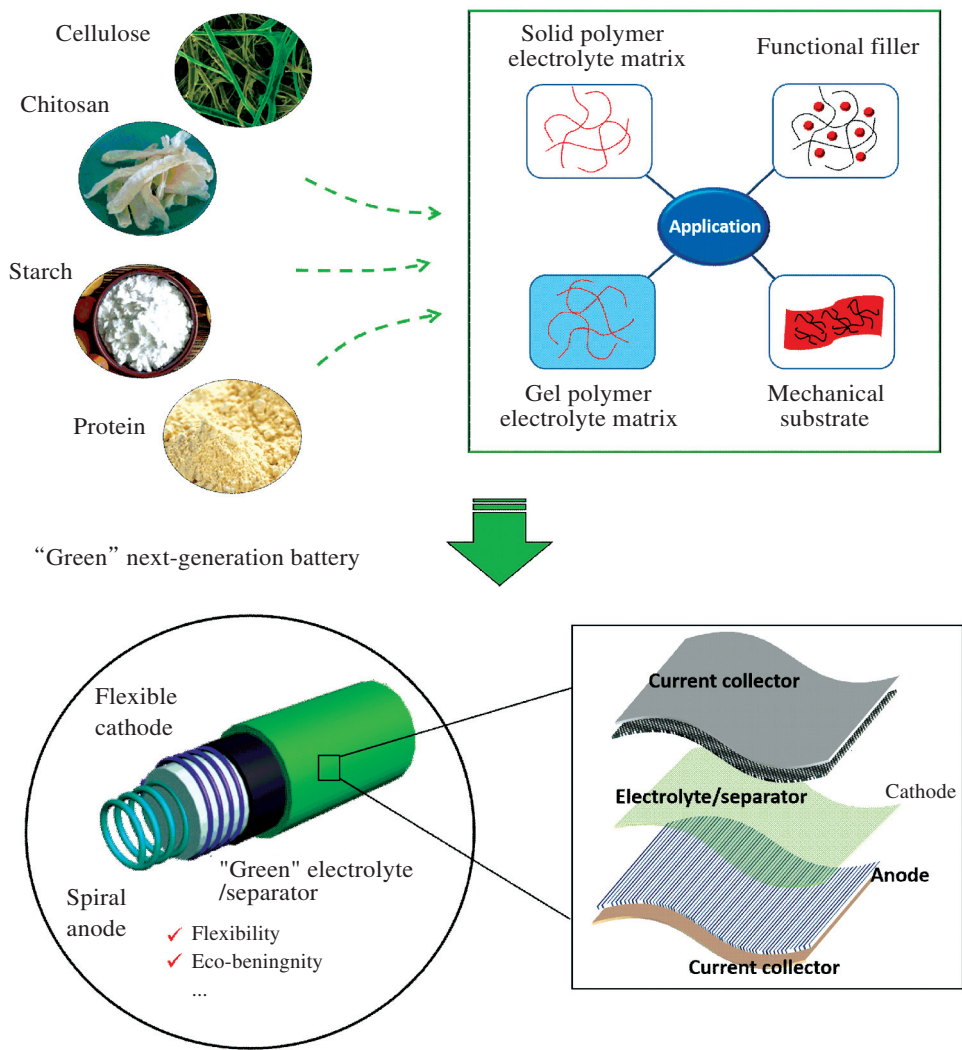 Cellulose
Chitosan
Starch
Protein
Solid polymer
electrolyte matrix
Functional filler
Application
Gel polymer
electrolyte matrix
Mechanical
substrate
“Green” next-generation battery
Flexible
cathode
Spiral
anode
"Green" electrolyte
/separator
✓ Flexibility
✓ Eco-beningnity
...
Current collector
Electrolyte/separator
Cathode
Anode
Current collector